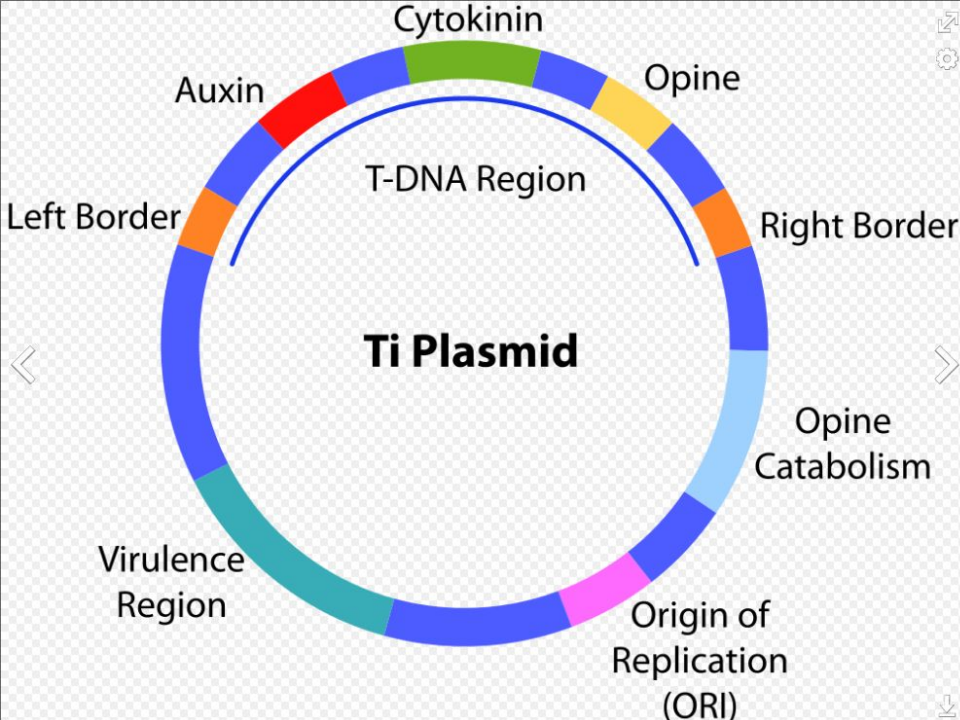 Cytokinin
Auxin
Opine
T-DNA Region
Left Border
Right Border
Ti Plasmid
Opine
Catabolism
Virulence
Region
Origin of
Replication
(ORI)